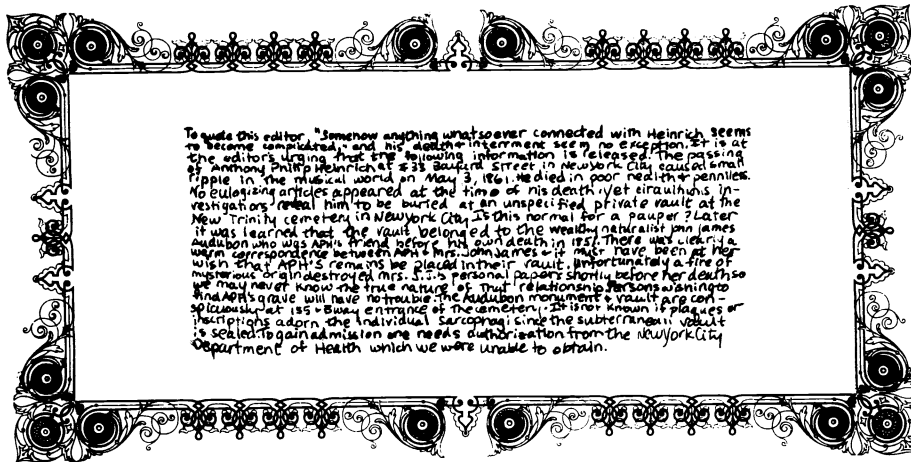 To quote this editor, "Somehow anything whatsoever connected with Heinrich seems
to become complicated," and his death + interrment seem no exception. It is at
the editor's urging that the following information is released. The passing
of Anthony Philip Heinrich at # 33 Bayard Street in New York City caused small
ripple in the musical world on May 3, 1861. He died in poor health penniless.
No eulogizing articles appeared at the time of his death. Yet in-
vestigations reveal him to be buried at an unspecified private vault at the
New Trinity cemetery in New York City. Is this normal for a pauper? Later
it was learned that the vault belonged to the wealthy naturalist John James
Audubon who was APH's friend before his own death in 1851. There was clearly a
warm correspondence between APH + Mrs. John James + it must have been at her
wish that APH's remains be placed in their vault. Unfortunately a fire of
mysterious origin destroyed Mrs. J.J.'s personal papers shortly before her death so
we may never know the true nature of that relationship. Persons wishing to
find APH's grave will have no trouble. The Audubon monument + vault are con-
spicuously at 155 + Bway entrance of the cemetery. It is not known if plaques or
inscriptions adorn the individual sarcophagi since the subterranean vault
is sealed. To gain admission one needs authorization from the New York City
Department of Health which we were unable to obtain.